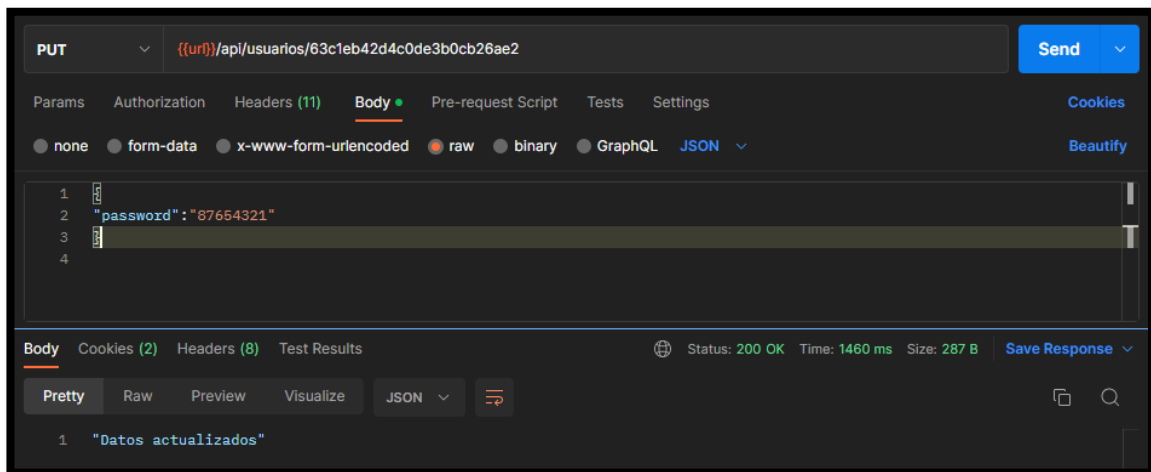 PUT {{url}}/api/usuarios/63c1eb42d4c0de3b0cb26ae2 Send
Params Authorization Headers (11) Body Pre-request Script Tests Settings Cookies
none form-data x-www-form-urlencoded raw binary GraphQL JSON Beautify
1 {
2 "password":"87654321"
3 }
4
Body Cookies (2) Headers (8) Test Results Status: 200 OK Time: 1460 ms Size: 287 B Save Response
Pretty Raw Preview Visualize JSON
1 "Datos actualizados"